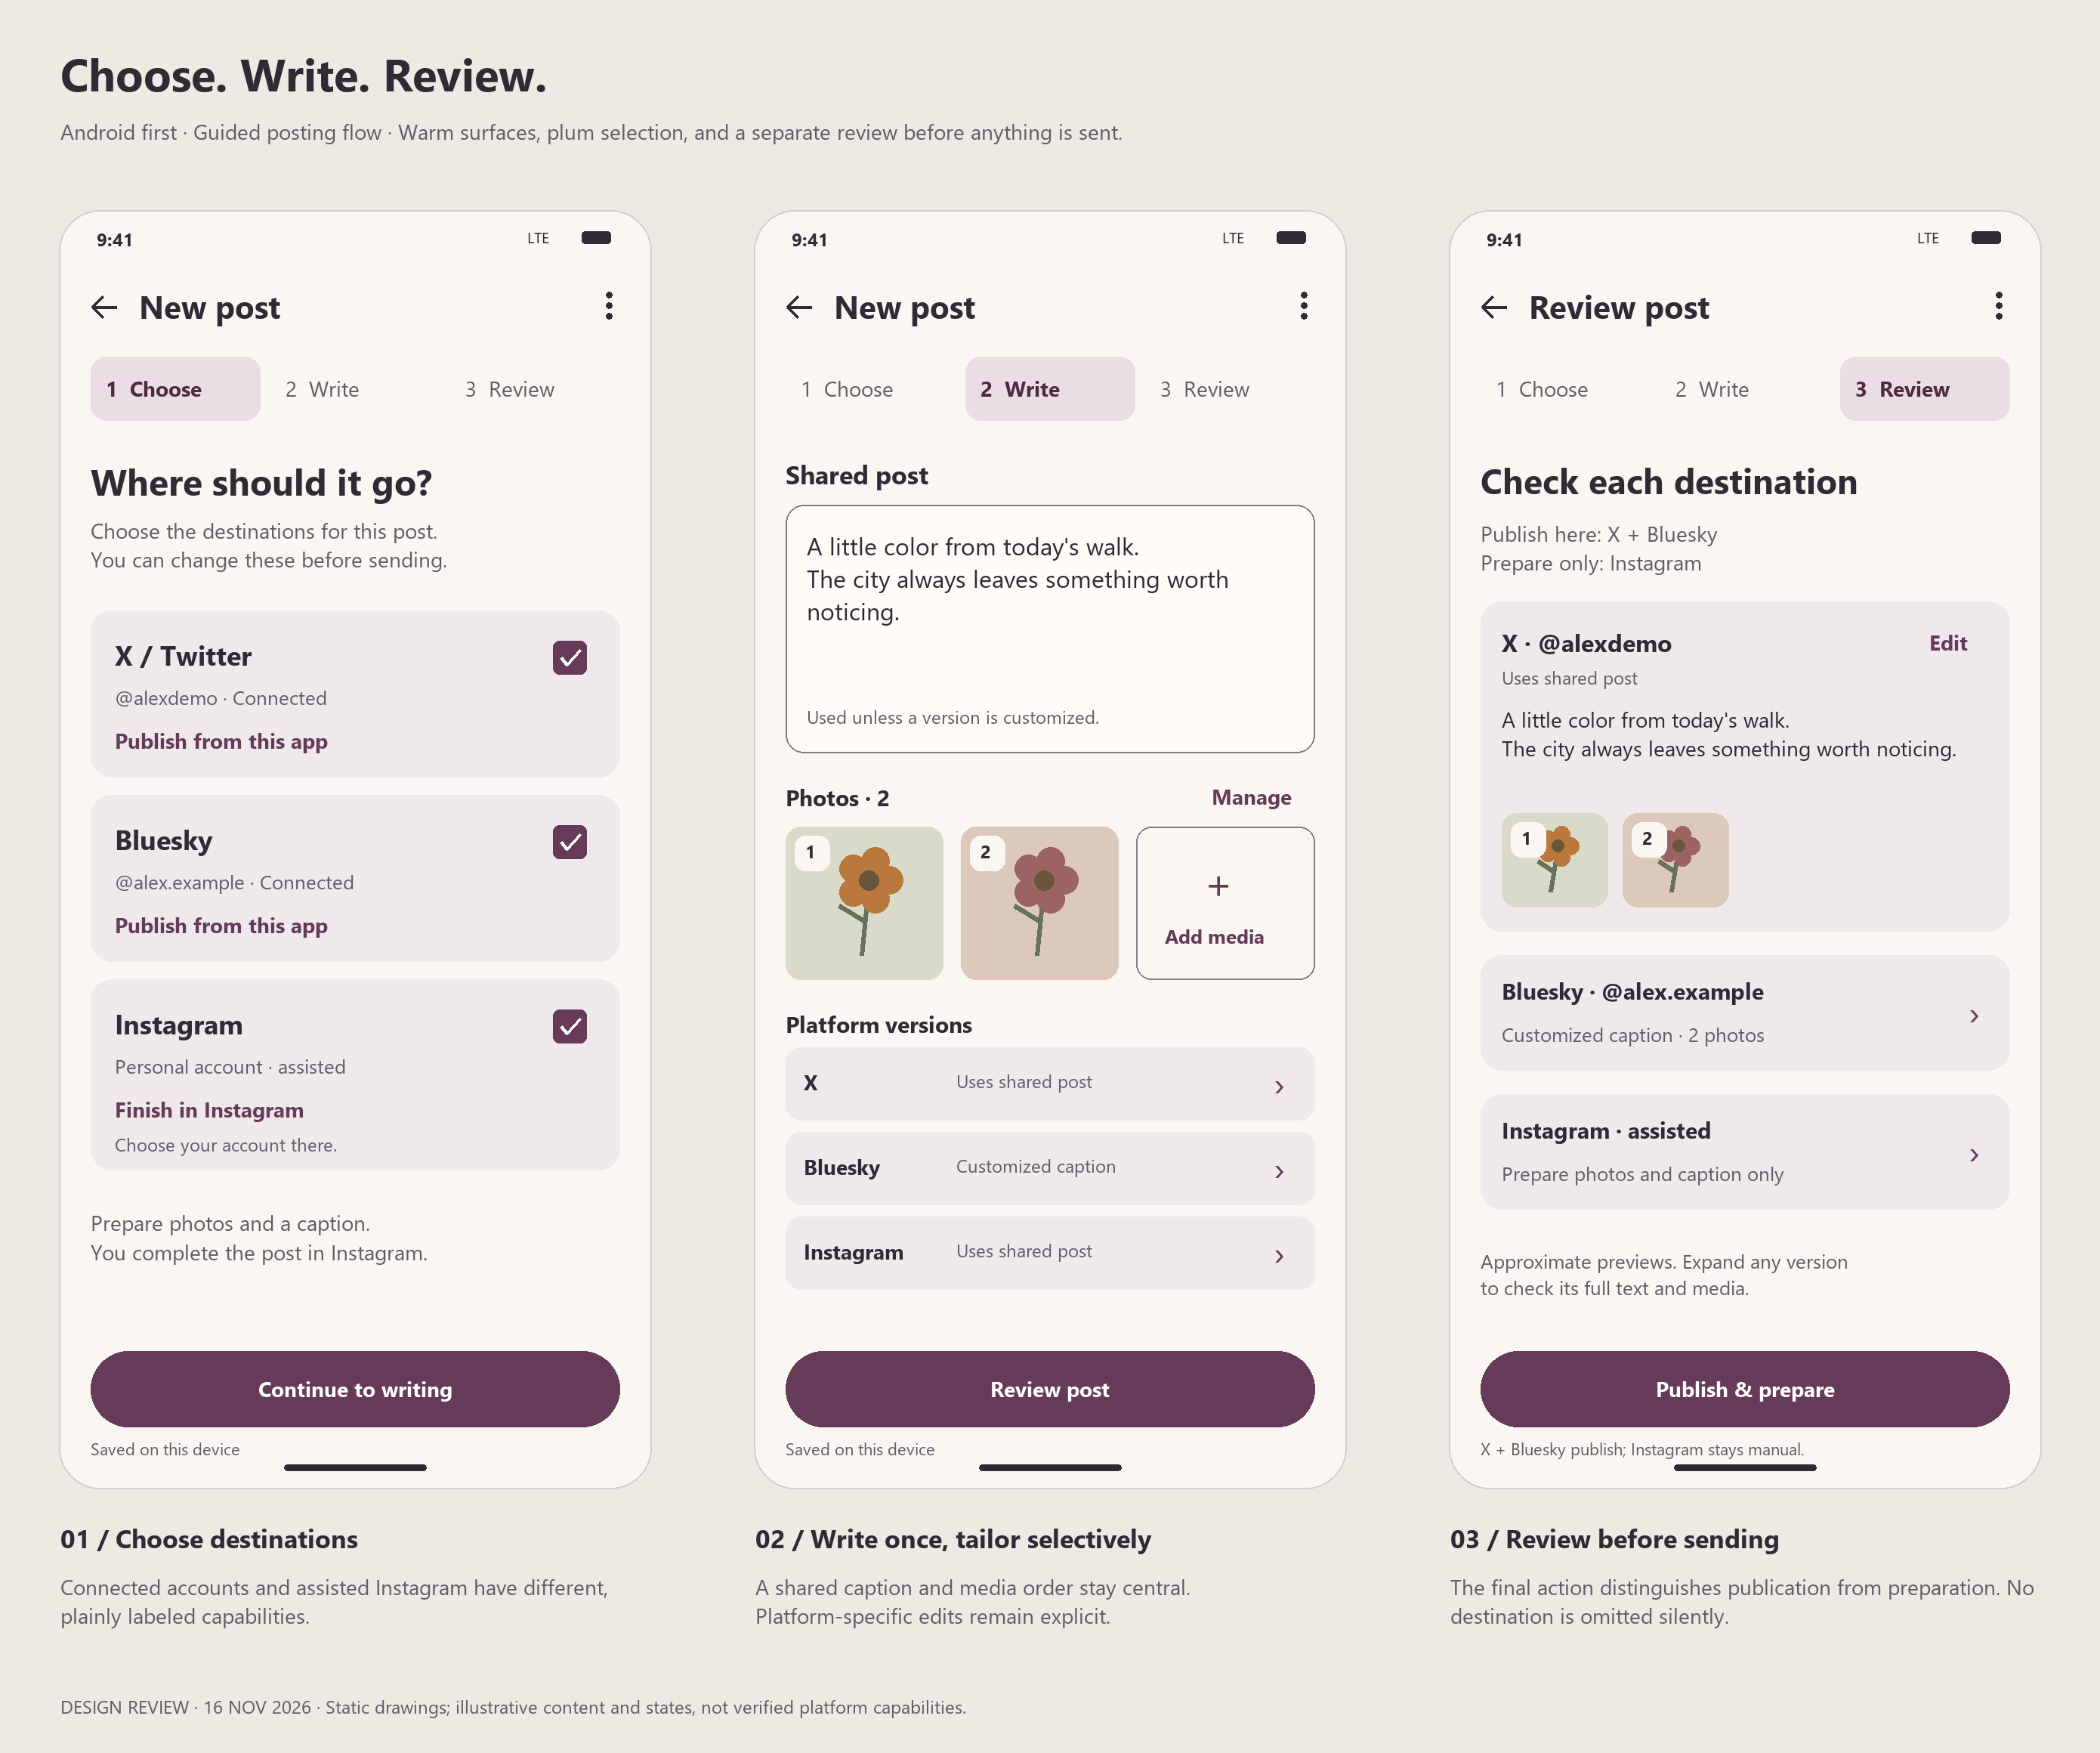 Choose. Write. Review.
Android first · Guided posting flow · Warm surfaces, plum selection, and a separate review before anything is sent.
9:41 LTE
New post
1 Choose 2 Write 3 Review
Where should it go?
Choose the destinations for this post.
You can change these before sending.
X / Twitter
@alexdemo · Connected
Publish from this app
Bluesky
@alex.example · Connected
Publish from this app
Instagram
Personal account · assisted
Finish in Instagram
Choose your account there.
Prepare photos and a caption.
You complete the post in Instagram.
Continue to writing
Saved on this device
01 / Choose destinations
Connected accounts and assisted Instagram have different,
plainly labeled capabilities.
9:41 LTE
New post
1 Choose 2 Write 3 Review
Shared post
A little color from today's walk.
The city always leaves something worth
noticing.
Used unless a version is customized.
Photos · 2 Manage
1 2
+
Add media
Platform versions
X Uses shared post
Bluesky Customized caption
Instagram Uses shared post
Review post
Saved on this device
02 / Write once, tailor selectively
A shared caption and media order stay central.
Platform-specific edits remain explicit.
9:41 LTE
Review post
1 Choose 2 Write 3 Review
Check each destination
Publish here: X + Bluesky
Prepare only: Instagram
X · @alexdemo Edit
Uses shared post
A little color from today's walk.
The city always leaves something worth noticing.
1 2
Bluesky · @alex.example
Customized caption · 2 photos
Instagram · assisted
Prepare photos and caption only
Approximate previews. Expand any version
to check its full text and media.
Publish & prepare
X + Bluesky publish; Instagram stays manual.
03 / Review before sending
The final action distinguishes publication from preparation. No
destination is omitted silently.
DESIGN REVIEW · 16 NOV 2026 · Static drawings; illustrative content and states, not verified platform capabilities.